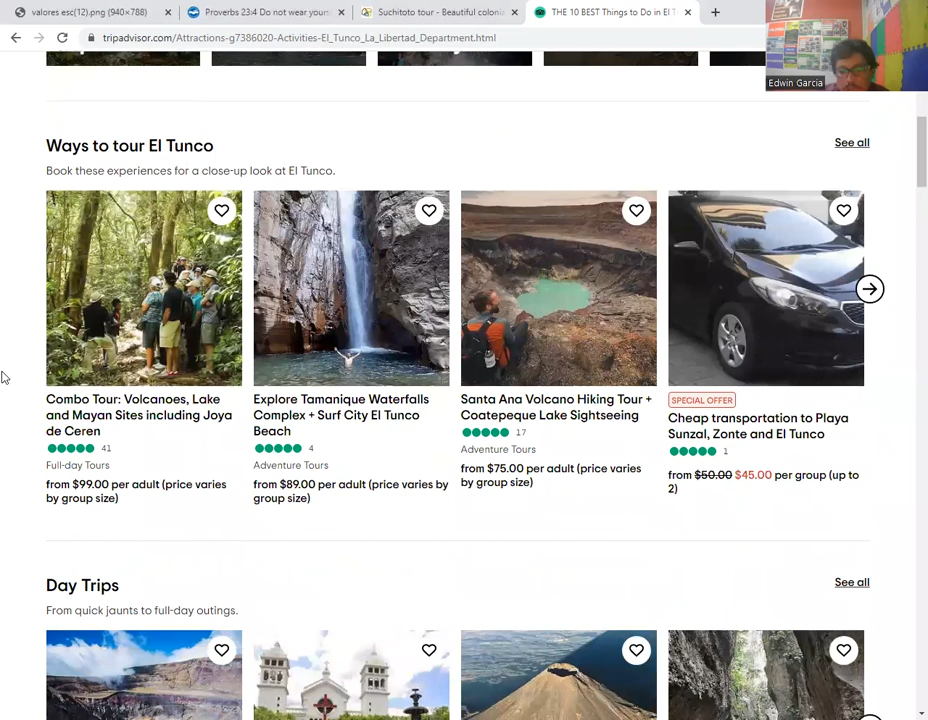 valores esc(12).png (940×788)
Proverbs 23:4 Do not wear yours
Suchitoto tour - Beautiful colonia
THE 10 BEST Things to Do in El T
tripadvisor.com/Attractions-g7386020-Activities-El_Tunco_La_Libertad_Department.html
Edwin Garcia
Ways to tour El Tunco
See all
Book these experiences for a close-up look at El Tunco.
Combo Tour: Volcanoes, Lake
and Mayan Sites including Joya
de Ceren
41
Full-day Tours
from $99.00 per adult (price varies
by group size)
Explore Tamanique Waterfalls
Complex + Surf City El Tunco
Beach
4
Adventure Tours
from $89.00 per adult (price varies by
group size)
Santa Ana Volcano Hiking Tour +
Coatepeque Lake Sightseeing
17
Adventure Tours
from $75.00 per adult (price varies
by group size)
SPECIAL OFFER
Cheap transportation to Playa
Sunzal, Zonte and El Tunco
1
from $50.00 $45.00 per group (up to
2)
Day Trips
See all
From quick jaunts to full-day outings.